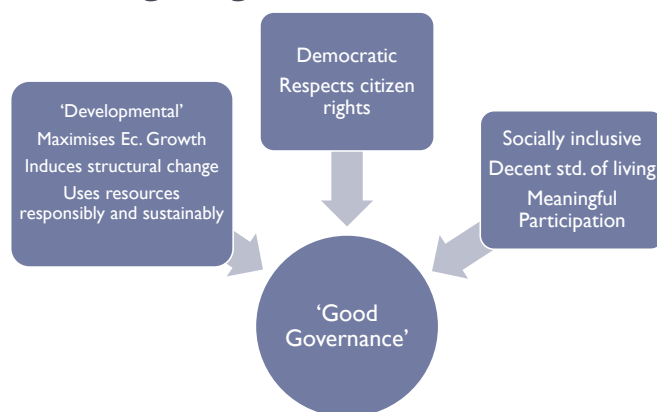 Democratic
Respects citizen
rights
‘Developmental’
Maximises Ec. Growth
Induces structural change
Uses resources
responsibly and sustainably
Socially inclusive
Decent std. of living
Meaningful
Participation
‘Good
Governance’